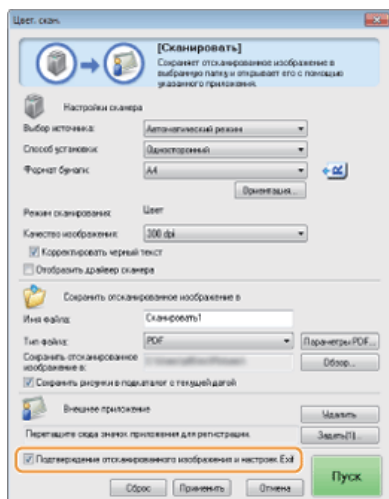 Цвет. скан.
[Сканировать]
Сохраняет отсканированное изображение в
выбранную папку и открывает его с помощью
указанного приложения.
Настройки сканера
Выбор источника: Автоматический режим
Способ установки: Односторонний
Формат бумаги: A4
Ориентация...
Режим сканирования: Цвет
Качество изображения: 300 dpi
Корректировать черный текст
Отобразить драйвер сканера
Сохранить отсканированное изображение в
Имя файла: Сканировать1
Тип файла: PDF Параметры PDF...
Сохранить отсканированное
изображение в: Обзор...
Сохранить рисунки в подкаталог с текущей датой
Внешнее приложение Удалить
Перетащите сюда значок приложения для регистрации. Задать(1)...
Подтверждение отсканированного изображения и настроек Exif
Сброс Применить Отмена Пуск